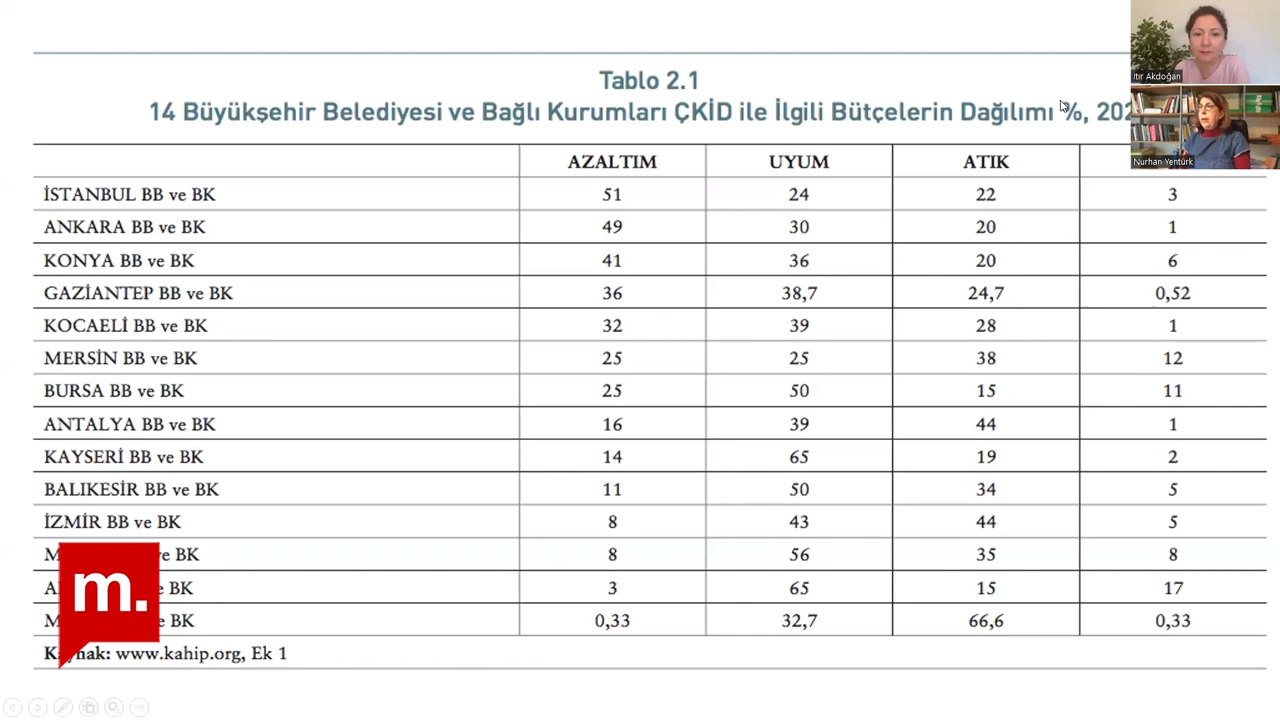 Tablo 2.1
14 Büyükşehir Belediyesi ve Bağlı Kurumları ÇKİD ile İlgili Bütçelerin Dağılımı %,
Itır Akdoğan
Nurhan Yentürk
AZALTIM UYUM ATIK
İSTANBUL BB ve BK 51 24 22 3
ANKARA BB ve BK 49 30 20 1
KONYA BB ve BK 41 36 20 6
GAZİANTEP BB ve BK 36 38,7 24,7 0,52
KOCAELİ BB ve BK 32 39 28 1
MERSİN BB ve BK 25 25 38 12
BURSA BB ve BK 25 50 15 11
ANTALYA BB ve BK 16 39 44 1
KAYSERİ BB ve BK 14 65 19 2
BALIKESİR BB ve BK 11 50 34 5
İZMİR BB ve BK 8 43 44 5
ve BK 8 56 35 8
BK 3 65 15 17
BK 0,33 32,7 66,6 0,33
m.
Kaynak: www.kahip.org, Ek 1